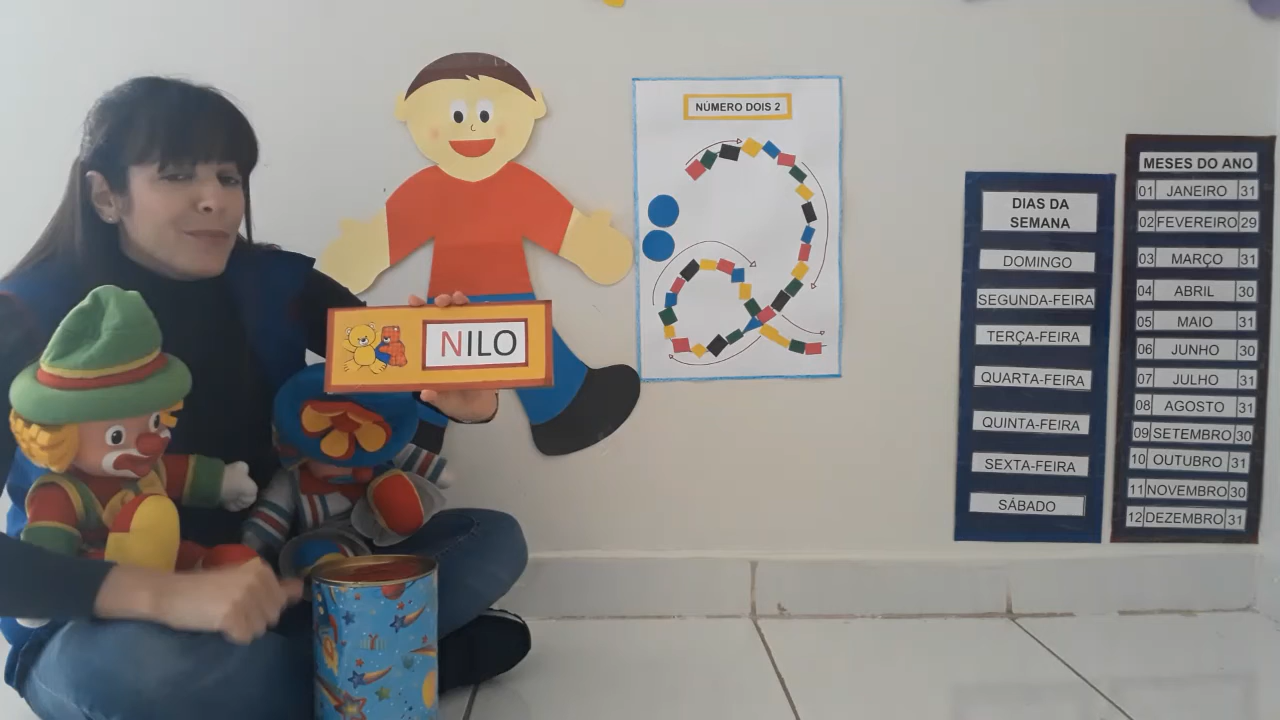 NILO
NÚMERO DOIS 2
DIAS DA
SEMANA
DOMINGO
SEGUNDA-FEIRA
TERÇA-FEIRA
QUARTA-FEIRA
QUINTA-FEIRA
SEXTA-FEIRA
SÁBADO
MESES DO ANO
01 JANEIRO 31
02 FEVEREIRO 29
03 MARÇO 31
04 ABRIL 30
05 MAIO 31
06 JUNHO 30
07 JULHO 31
08 AGOSTO 31
09 SETEMBRO 30
10 OUTUBRO 31
11 NOVEMBRO 30
12 DEZEMBRO 31